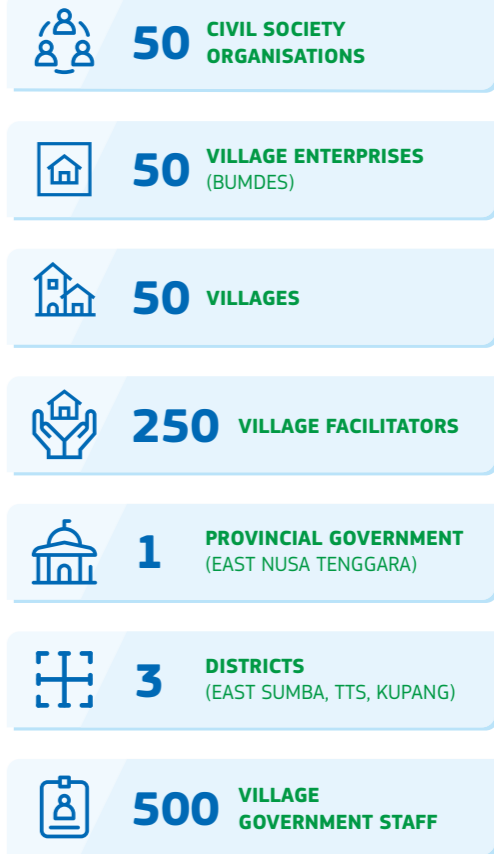 50 CIVIL SOCIETY
ORGANISATIONS
50 VILLAGE ENTERPRISES
(BUMDES)
50 VILLAGES
250 VILLAGE FACILITATORS
1 PROVINCIAL GOVERNMENT
(EAST NUSA TENGGARA)
3 DISTRICTS
(EAST SUMBA, TTS, KUPANG)
500 VILLAGE
GOVERNMENT STAFF